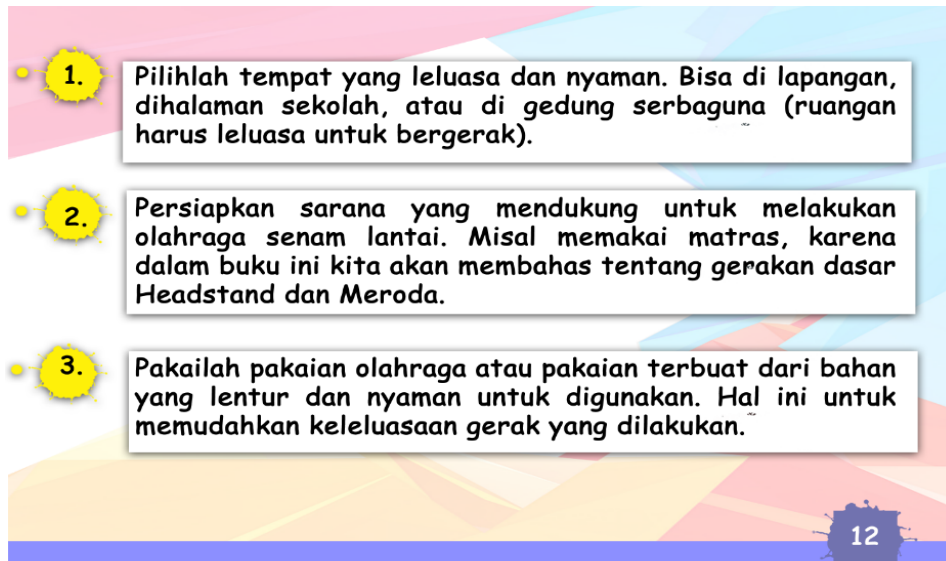 1.
Pilihlah tempat yang leluasa dan nyaman. Bisa di lapangan,
dihalaman sekolah, atau di gedung serbaguna (ruangan
harus leluasa untuk bergerak).
2.
Persiapkan sarana yang mendukung untuk melakukan
olahraga senam lantai. Misal memakai matras, karena
dalam buku ini kita akan membahas tentang gerakan dasar
Headstand dan Meroda.
3.
Pakailah pakaian olahraga atau pakaian terbuat dari bahan
yang lentur dan nyaman untuk digunakan. Hal ini untuk
memudahkan keleluasaan gerak yang dilakukan.
12